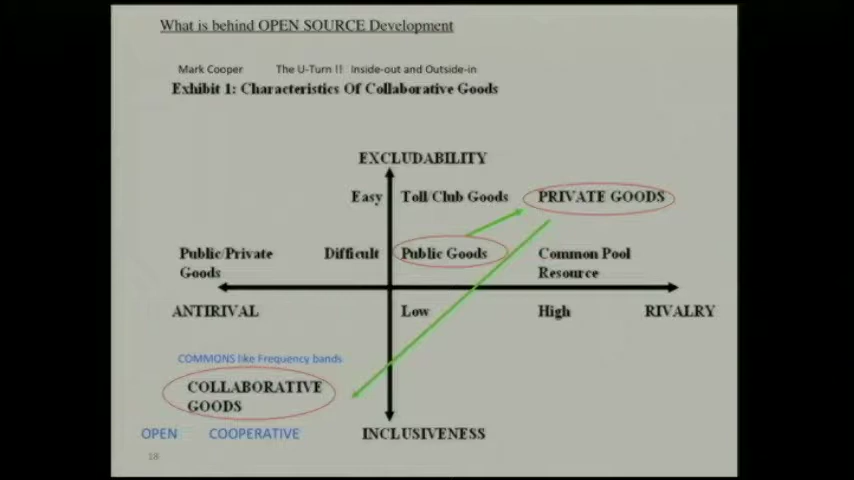 What is behind OPEN SOURCE Development
Mark Cooper The U-Turn !! Inside-out and Outside-in
Exhibit 1: Characteristics Of Collaborative Goods
EXCLUDABILITY
Easy Toll/Club Goods PRIVATE GOODS
Public/Private Difficult Public Goods Common Pool
Goods Resource
ANTIRIVAL Low High RIVALRY
COMMONS like Frequency bands
COLLABORATIVE
GOODS
OPEN COOPERATIVE INCLUSIVENESS
18